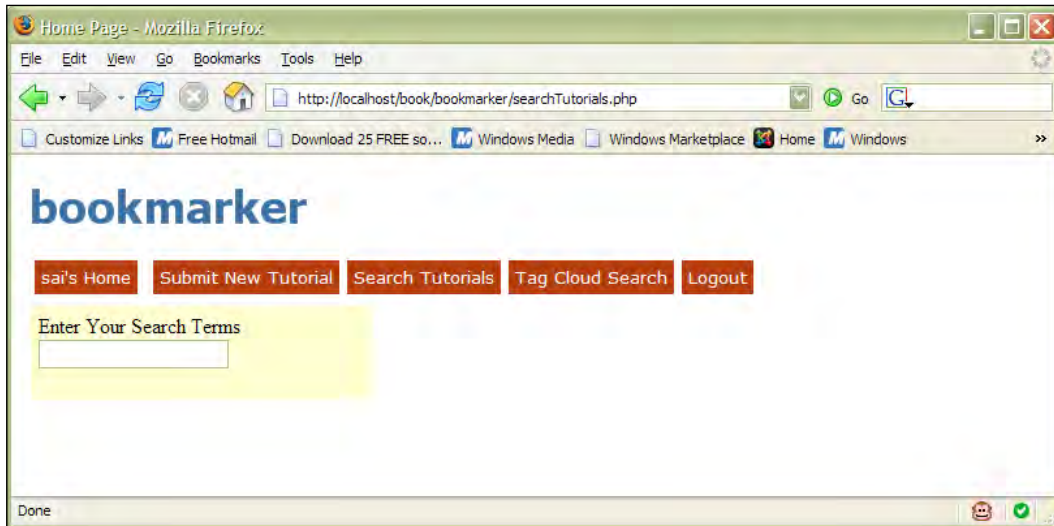 Home Page - Mozilla Firefox
File Edit View Go Bookmarks Tools Help
http://localhost/book/bookmarker/searchTutorials.php Go G
Customize Links Free Hotmail Download 25 FREE so... Windows Media Windows Marketplace Home Windows »
bookmarker
sai's Home Submit New Tutorial Search Tutorials Tag Cloud Search Logout
Enter Your Search Terms
Done